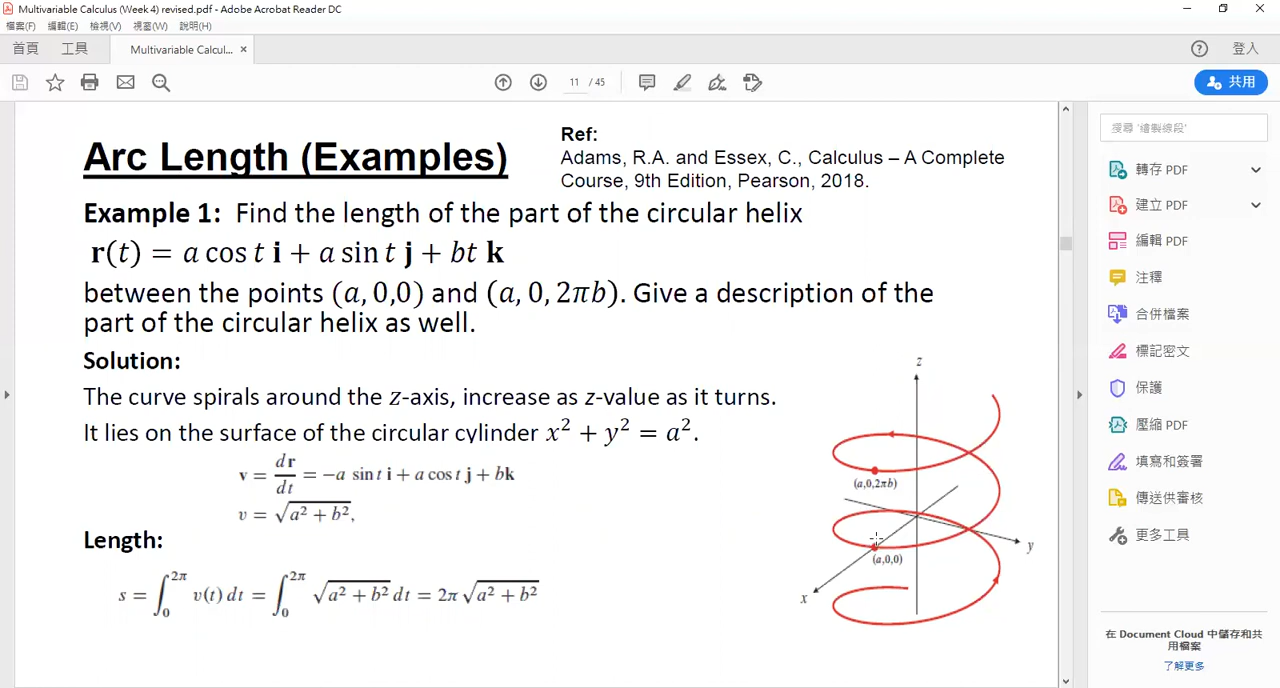 Multivariable Calculus (Week 4) revised.pdf - Adobe Acrobat Reader DC
檔案(F) 編輯(E) 檢視(V) 視窗(W) 說明(H)
首頁 工具 Multivariable Calcul... ×
登入
11 / 45
共用
Arc Length (Examples)
Ref:
Adams, R.A. and Essex, C., Calculus – A Complete
Course, 9th Edition, Pearson, 2018.
Example 1: Find the length of the part of the circular helix
r(t) = a cos t i + a sin t j + bt k
between the points (a, 0,0) and (a, 0, 2πb). Give a description of the
part of the circular helix as well.
Solution:
The curve spirals around the z-axis, increase as z-value as it turns.
It lies on the surface of the circular cylinder x² + y² = a².
v = dr/dt = −a sin t i + a cos t j + bk
v = √(a² + b²),
Length:
s = ∫₀^2π v(t) dt = ∫₀^2π √(a² + b²) dt = 2π √(a² + b²)
z
(a,0,2πb)
y
(a,0,0)
x
搜尋 '繪製線段'
轉存 PDF
建立 PDF
編輯 PDF
注釋
合併檔案
標記密文
保護
壓縮 PDF
填寫和簽署
傳送供審核
更多工具
在 Document Cloud 中儲存和共
用檔案
了解更多